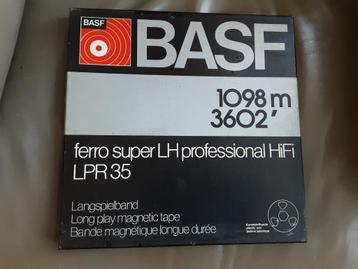 BASF
BASF
1098 m
3602'
ferro super LH professional HiFi
LPR 35
Langspielband
Long play magnetic tape
Bande magnétique longue durée